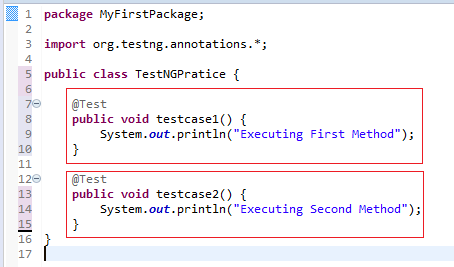 1 package MyFirstPackage;
2
3 import org.testng.annotations.*;
4
5 public class TestNGPratice {
6
7 @Test
8 public void testcase1() {
9 System.out.println("Executing First Method");
10 }
11
12 @Test
13 public void testcase2() {
14 System.out.println("Executing Second Method");
15 }
16 }
17